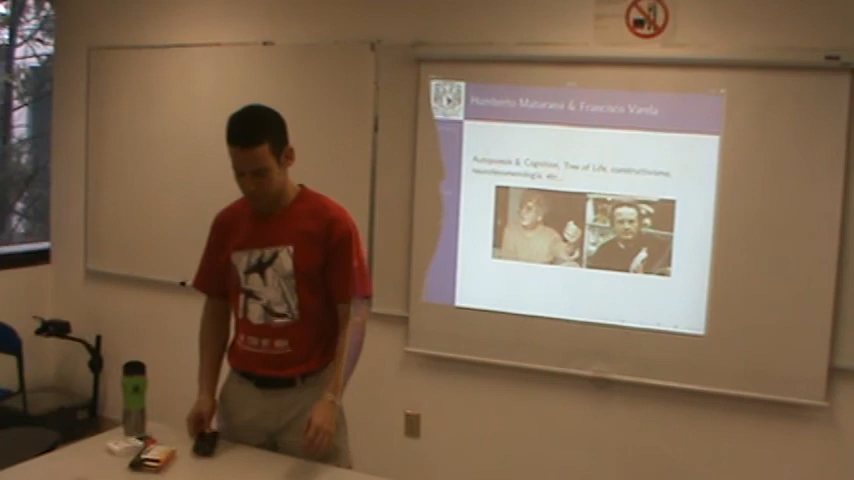 Humberto Maturana & Francisco Varela
Autopoiesis & Cognition, Tree of Life, constructivismo,
neurofenomenología, etc...